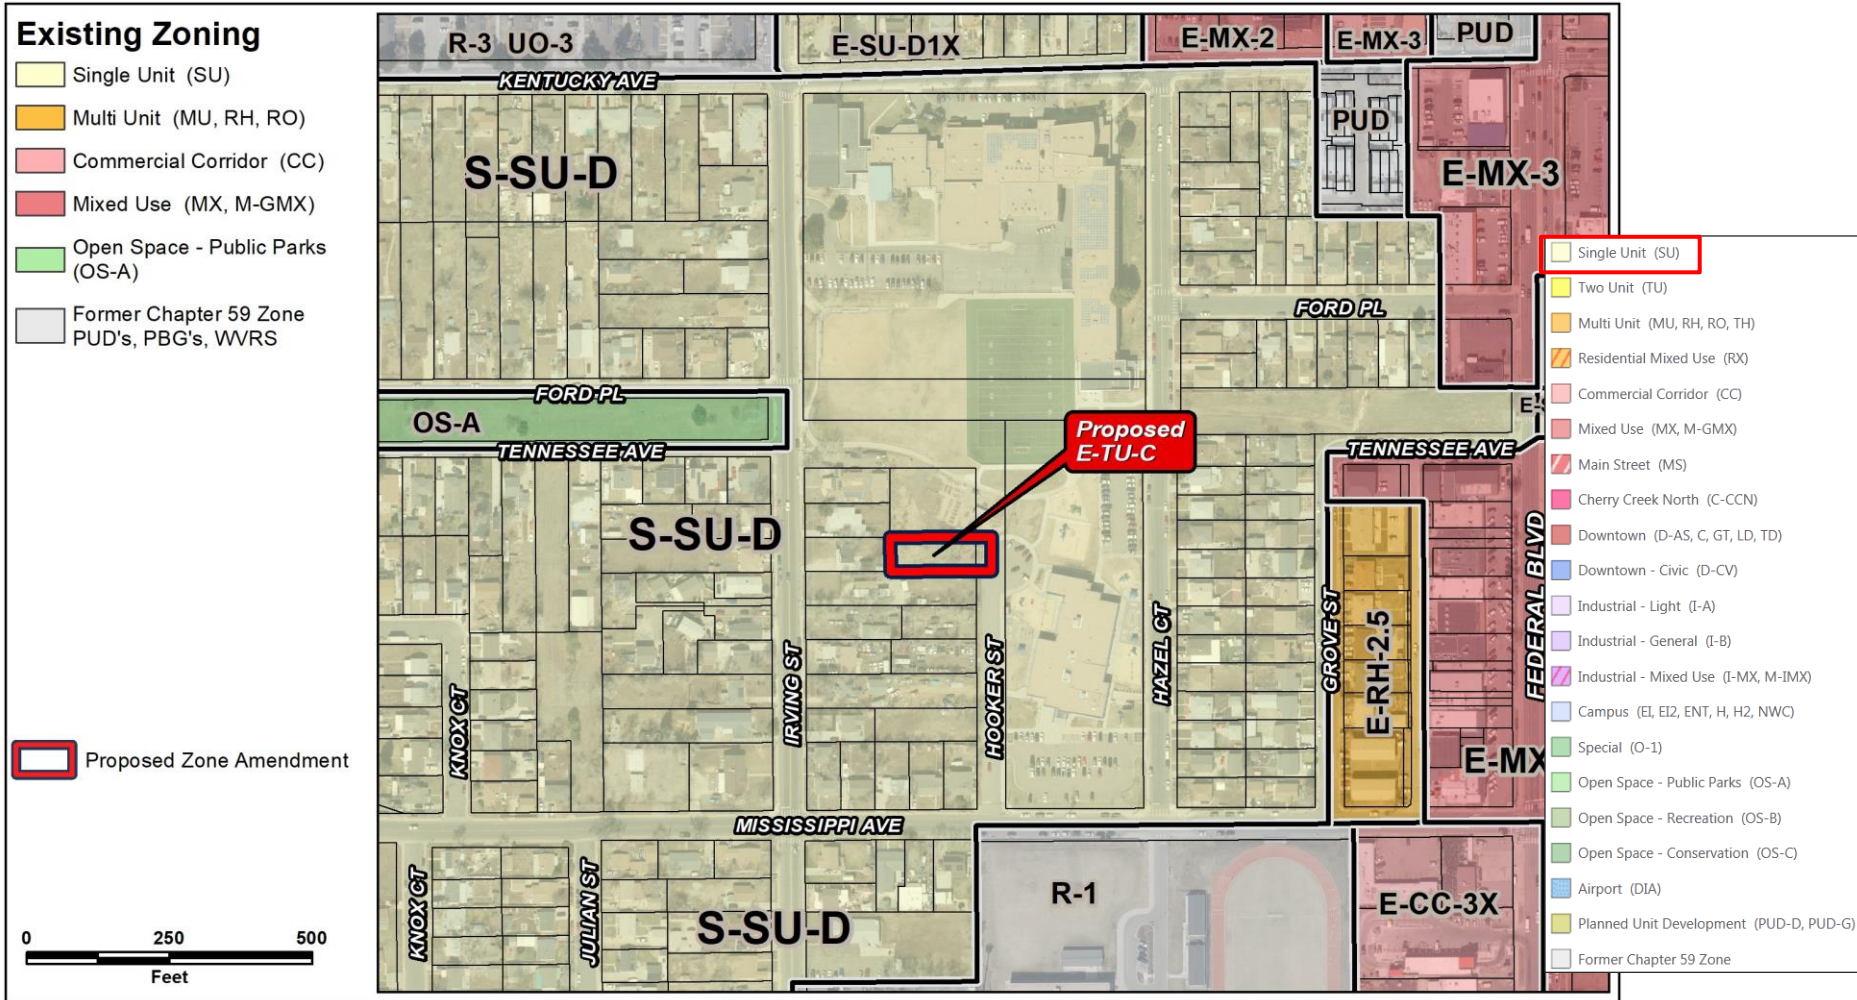 Existing Zoning
Single Unit (SU)
Multi Unit (MU, RH, RO)
Commercial Corridor (CC)
Mixed Use (MX, M-GMX)
Open Space - Public Parks
(OS-A)
Former Chapter 59 Zone
PUD's, PBG's, WVRS
Proposed Zone Amendment
0 250 500
Feet
R-3 UO-3
E-SU-D1X
E-MX-2
E-MX-3
PUD
KENTUCKY AVE
S-SU-D
PUD
E-MX-3
FORD PL
FORD PL
OS-A
TENNESSEE AVE
Proposed
E-TU-C
TENNESSEE AVE
S-SU-D
KNOX CT
IRVING ST
HOOKER ST
HAZEL CT
GROVE ST
E-RH-2.5
FEDERAL BLVD
E-MX
MISSISSIPPI AVE
KNOX CT
JULIAN ST
S-SU-D
R-1
E-CC-3X
Single Unit (SU)
Two Unit (TU)
Multi Unit (MU, RH, RO, TH)
Residential Mixed Use (RX)
Commercial Corridor (CC)
Mixed Use (MX, M-GMX)
Main Street (MS)
Cherry Creek North (C-CCN)
Downtown (D-AS, C, GT, LD, TD)
Downtown - Civic (D-CV)
Industrial - Light (I-A)
Industrial - General (I-B)
Industrial - Mixed Use (I-MX, M-IMX)
Campus (EI, EI2, ENT, H, H2, NWC)
Special (O-1)
Open Space - Public Parks (OS-A)
Open Space - Recreation (OS-B)
Open Space - Conservation (OS-C)
Airport (DIA)
Planned Unit Development (PUD-D, PUD-G)
Former Chapter 59 Zone